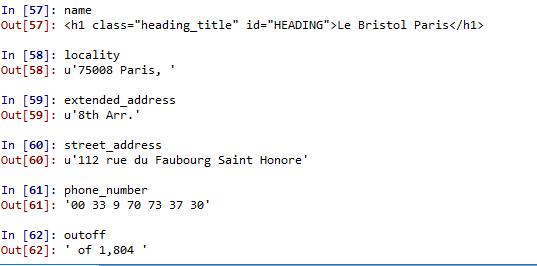 In [57]: name
Out[57]: <h1 class="heading_title" id="HEADING">Le Bristol Paris</h1>
In [58]: locality
Out[58]: u'75008 Paris, '
In [59]: extended_address
Out[59]: u'8th Arr.'
In [60]: street_address
Out[60]: u'112 rue du Faubourg Saint Honore'
In [61]: phone_number
Out[61]: '00 33 9 70 73 37 30'
In [62]: outoff
Out[62]: ' of 1,804 '